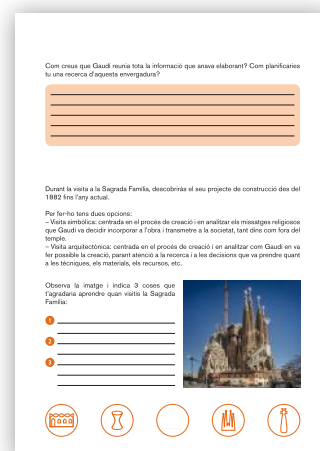 Com creus que Gaudí reunia tota la informació que anava elaborant? Com planificaries
tu una recerca d'aquesta envergadura?
Durant la visita a la Sagrada Família, descobriràs el seu projecte de construcció des del
1882 fins l'any actual.
Per fer-ho tens dues opcions:
– Visita simbòlica: centrada en el procés de creació i en analitzar els missatges religiosos
que Gaudí va decidir incorporar a l'obra i transmetre a la societat, tant dins com fora del
temple.
– Visita arquitectònica: centrada en el procés de creació i en analitzar com Gaudí en va
fer possible la creació, parant atenció a la recerca i a les decisions que va prendre quant
a les tècniques, els materials, els recursos, etc.
Observa la imatge i indica 3 coses que
t'agradaria aprendre quan visitis la Sagrada
Família:
1
2
3